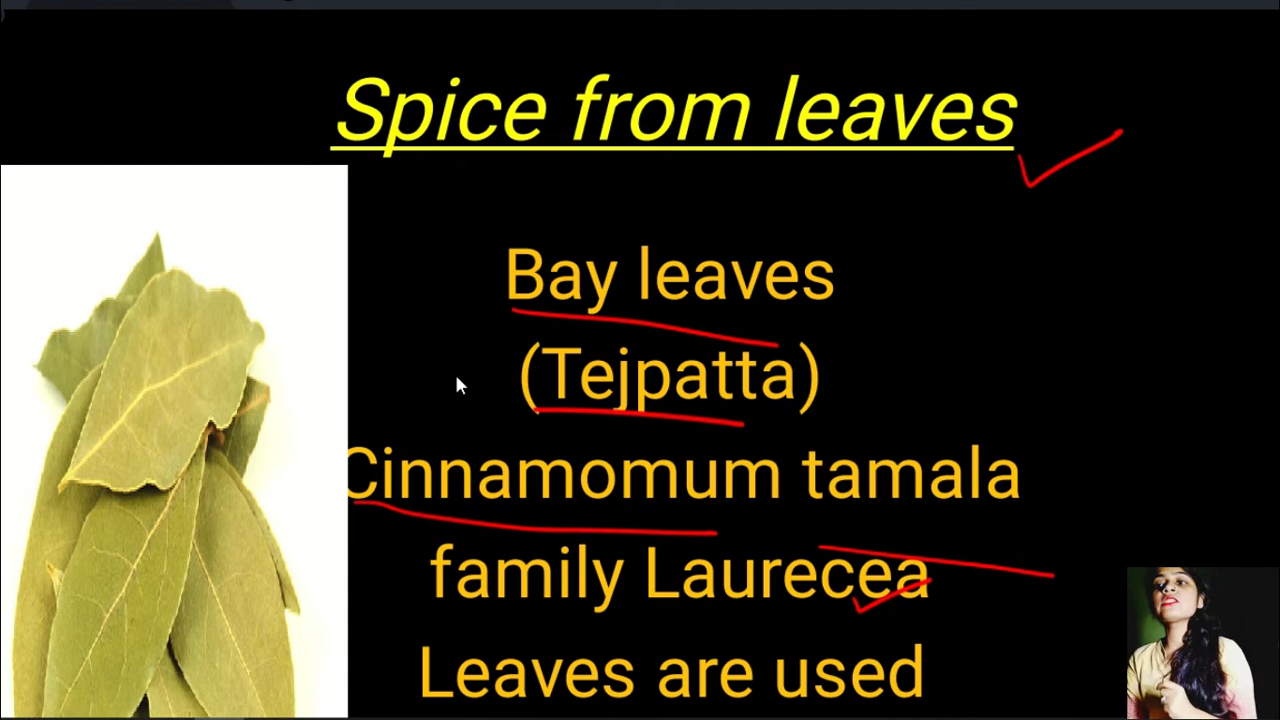 Spice from leaves
Bay leaves
(Tejpatta)
Cinnamomum tamala
family Laurecea
Leaves are used